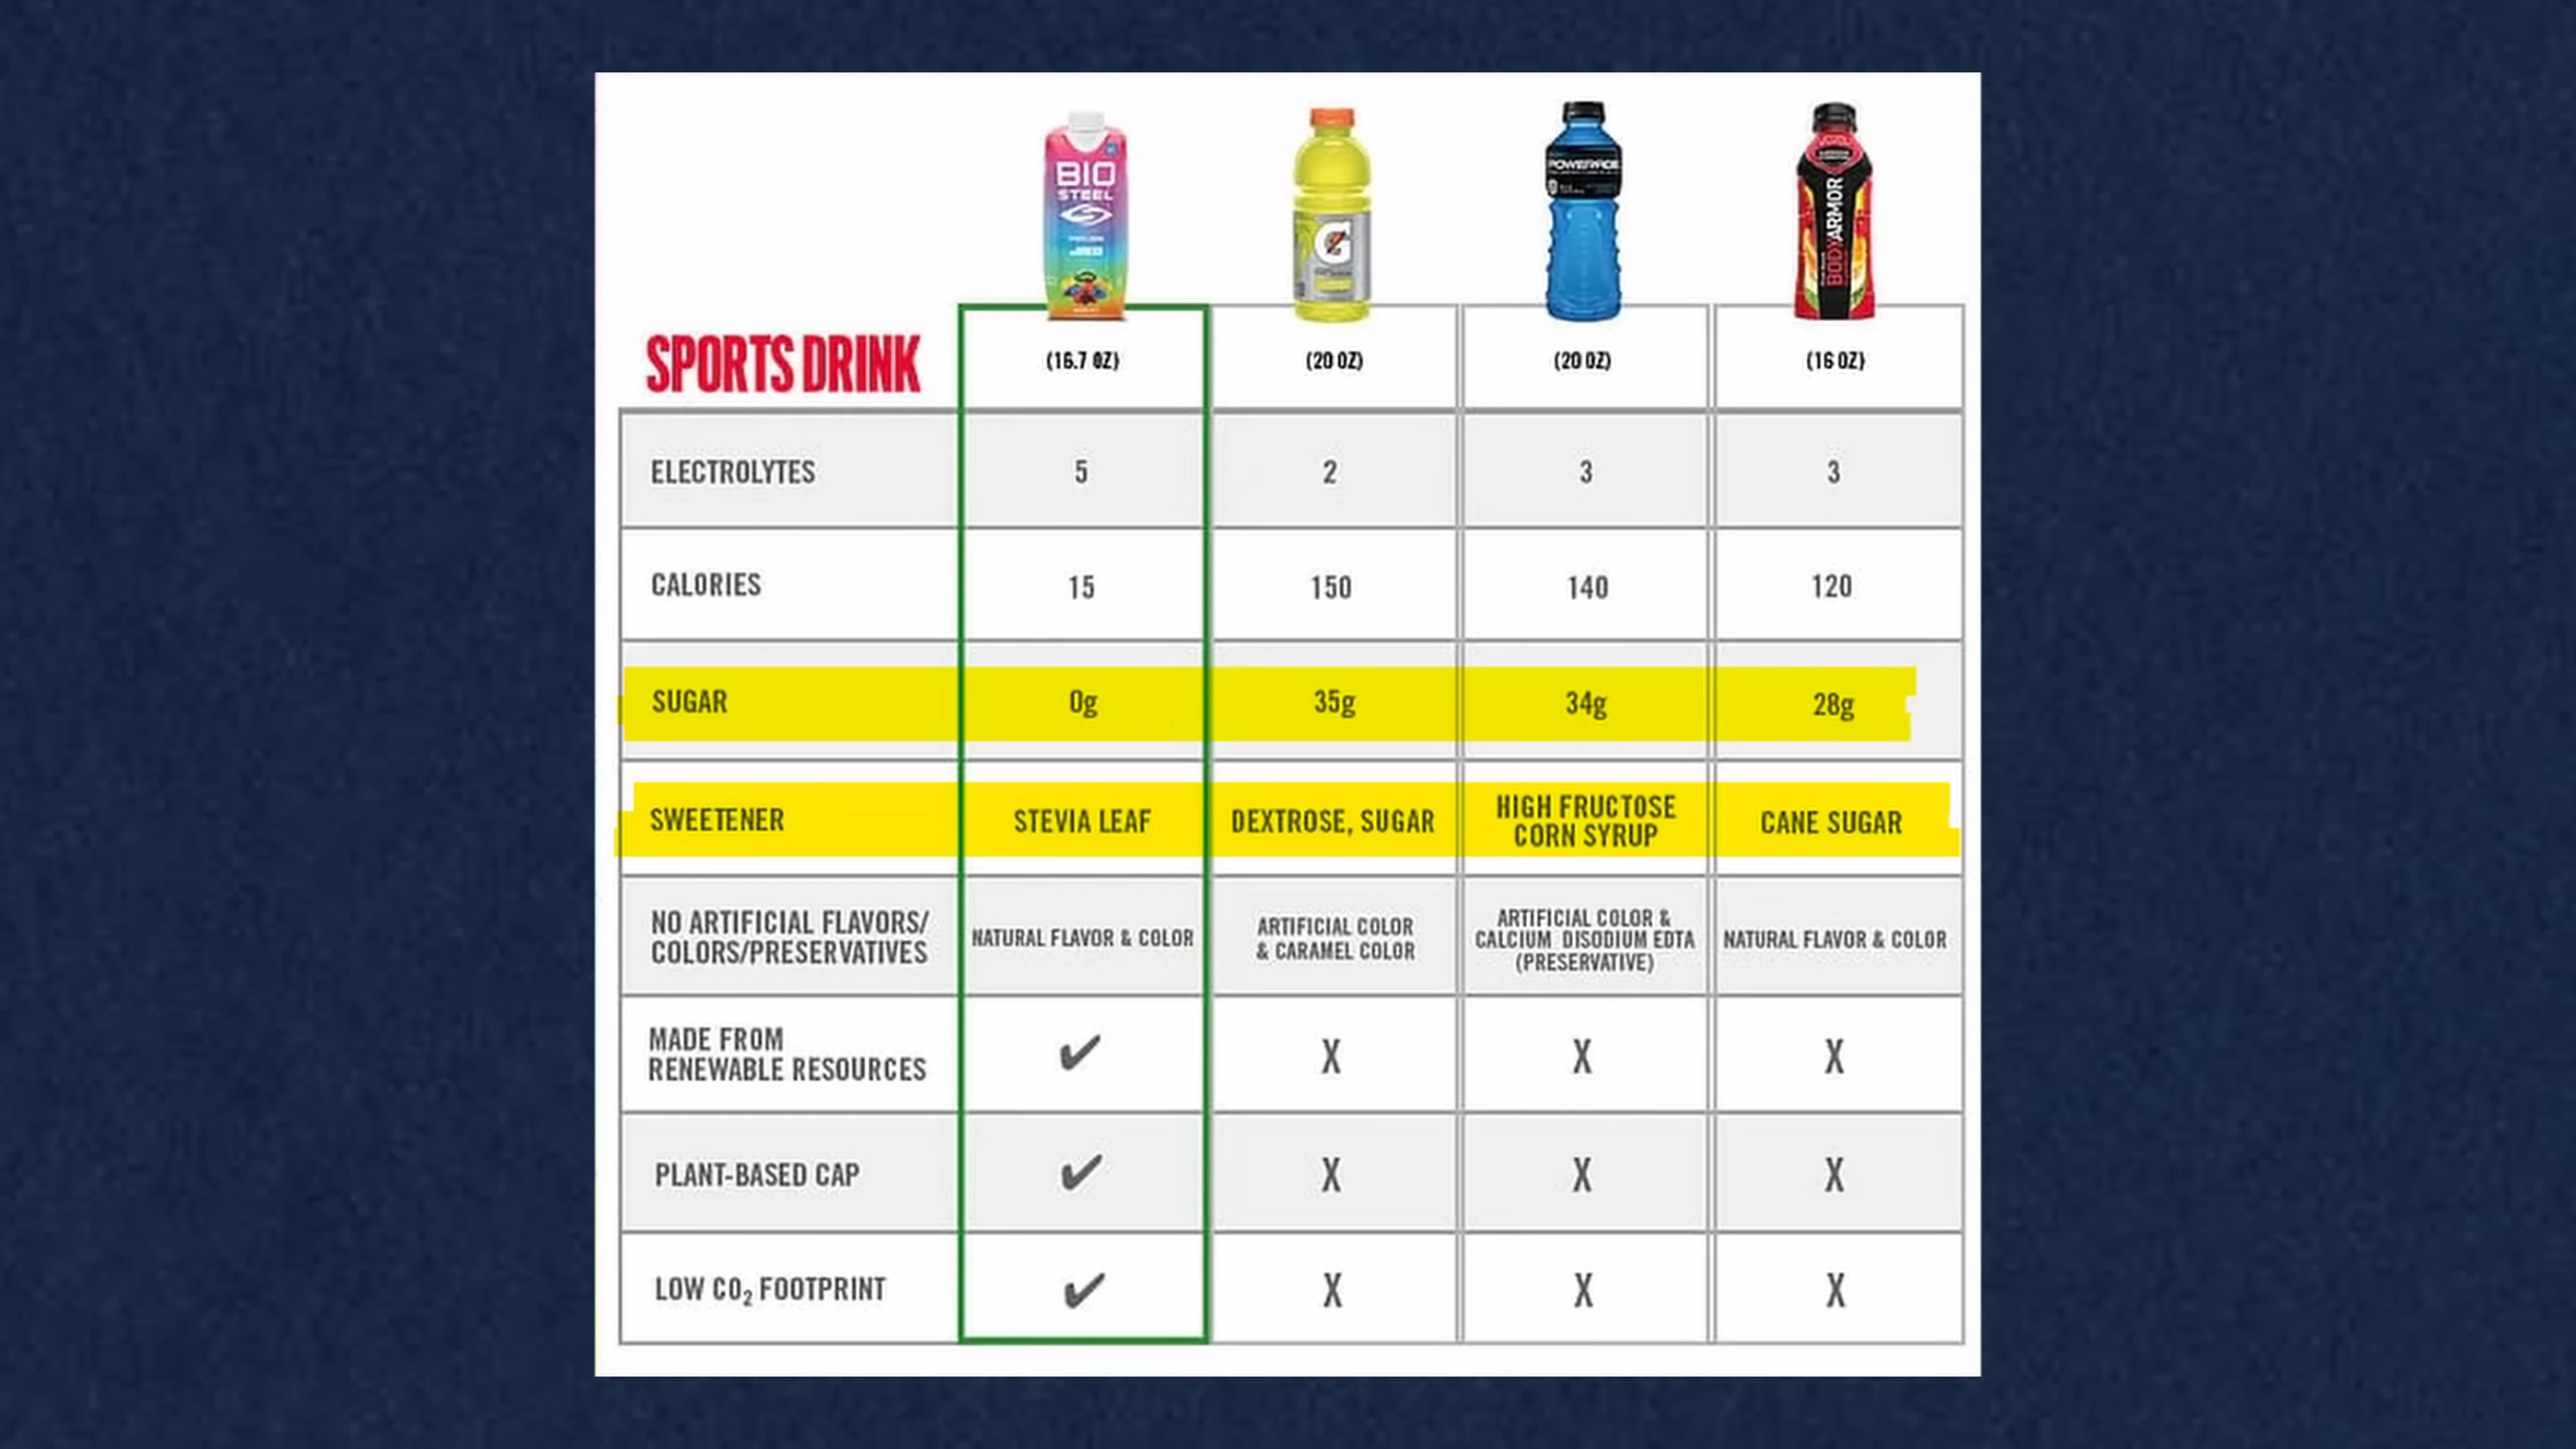 BIO
STEEL
G
POWERADE
BODYARMOR
SPORTS DRINK
(16.7 OZ)
(20 OZ)
(20 OZ)
(16 OZ)
ELECTROLYTES
5
2
3
3
CALORIES
15
150
140
120
SUGAR
0g
35g
34g
28g
SWEETENER
STEVIA LEAF
DEXTROSE, SUGAR
HIGH FRUCTOSE
CORN SYRUP
CANE SUGAR
NO ARTIFICIAL FLAVORS/
COLORS/PRESERVATIVES
NATURAL FLAVOR & COLOR
ARTIFICIAL COLOR
& CARAMEL COLOR
ARTIFICIAL COLOR &
CALCIUM DISODIUM EDTA
(PRESERVATIVE)
NATURAL FLAVOR & COLOR
MADE FROM
RENEWABLE RESOURCES
✔
X
X
X
PLANT-BASED CAP
✔
X
X
X
LOW CO₂ FOOTPRINT
✔
X
X
X